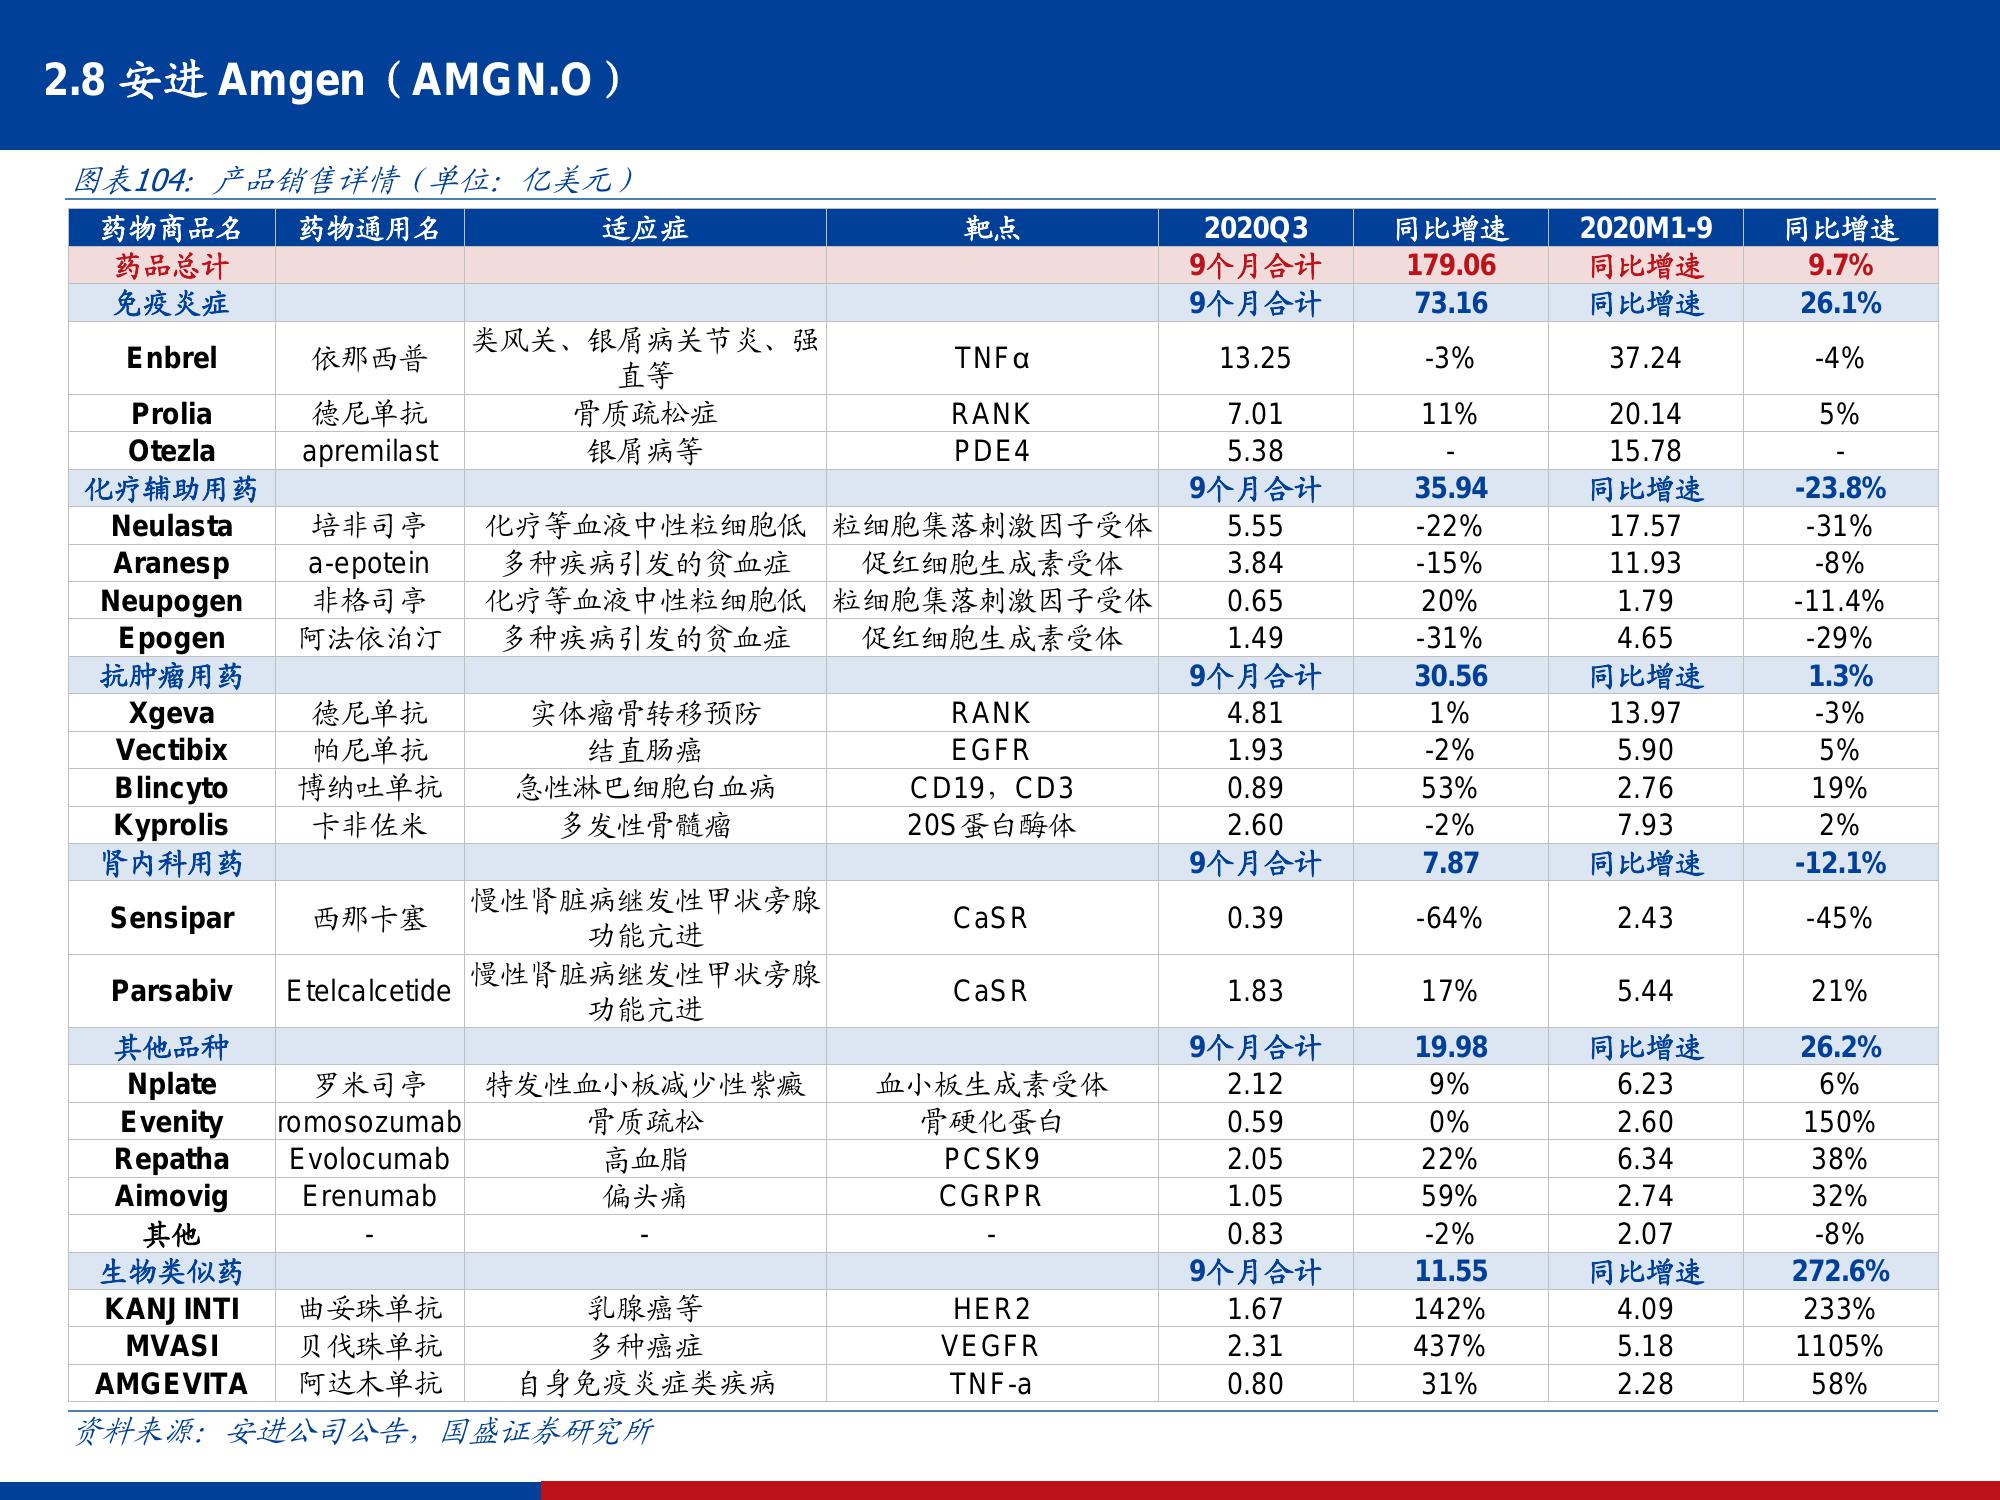 2.8 安进 Amgen（AMGN.O）
图表104：产品销售详情（单位：亿美元）
药物商品名 药物通用名 适应症 靶点 2020Q3 同比增速 2020M1-9 同比增速
药品总计 9个月合计 179.06 同比增速 9.7%
免疫炎症 9个月合计 73.16 同比增速 26.1%
Enbrel 依那西普 类风关、银屑病关节炎、强直等 TNFα 13.25 -3% 37.24 -4%
Prolia 德尼单抗 骨质疏松症 RANK 7.01 11% 20.14 5%
Otezla apremilast 银屑病等 PDE4 5.38 - 15.78 -
化疗辅助用药 9个月合计 35.94 同比增速 -23.8%
Neulasta 培非司亭 化疗等血液中性粒细胞低 粒细胞集落刺激因子受体 5.55 -22% 17.57 -31%
Aranesp a-epotein 多种疾病引发的贫血症 促红细胞生成素受体 3.84 -15% 11.93 -8%
Neupogen 非格司亭 化疗等血液中性粒细胞低 粒细胞集落刺激因子受体 0.65 20% 1.79 -11.4%
Epogen 阿法依泊汀 多种疾病引发的贫血症 促红细胞生成素受体 1.49 -31% 4.65 -29%
抗肿瘤用药 9个月合计 30.56 同比增速 1.3%
Xgeva 德尼单抗 实体瘤骨转移预防 RANK 4.81 1% 13.97 -3%
Vectibix 帕尼单抗 结直肠癌 EGFR 1.93 -2% 5.90 5%
Blincyto 博纳吐单抗 急性淋巴细胞白血病 CD19，CD3 0.89 53% 2.76 19%
Kyprolis 卡非佐米 多发性骨髓瘤 20S蛋白酶体 2.60 -2% 7.93 2%
肾内科用药 9个月合计 7.87 同比增速 -12.1%
Sensipar 西那卡塞 慢性肾脏病继发性甲状旁腺功能亢进 CaSR 0.39 -64% 2.43 -45%
Parsabiv Etelcalcetide 慢性肾脏病继发性甲状旁腺功能亢进 CaSR 1.83 17% 5.44 21%
其他品种 9个月合计 19.98 同比增速 26.2%
Nplate 罗米司亭 特发性血小板减少性紫癜 血小板生成素受体 2.12 9% 6.23 6%
Evenity romosozumab 骨质疏松 骨硬化蛋白 0.59 0% 2.60 150%
Repatha Evolocumab 高血脂 PCSK9 2.05 22% 6.34 38%
Aimovig Erenumab 偏头痛 CGRPR 1.05 59% 2.74 32%
其他 - - - 0.83 -2% 2.07 -8%
生物类似药 9个月合计 11.55 同比增速 272.6%
KANJINTI 曲妥珠单抗 乳腺癌等 HER2 1.67 142% 4.09 233%
MVASI 贝伐珠单抗 多种癌症 VEGFR 2.31 437% 5.18 1105%
AMGEVITA 阿达木单抗 自身免疫炎症类疾病 TNF-a 0.80 31% 2.28 58%
资料来源：安进公司公告，国盛证券研究所